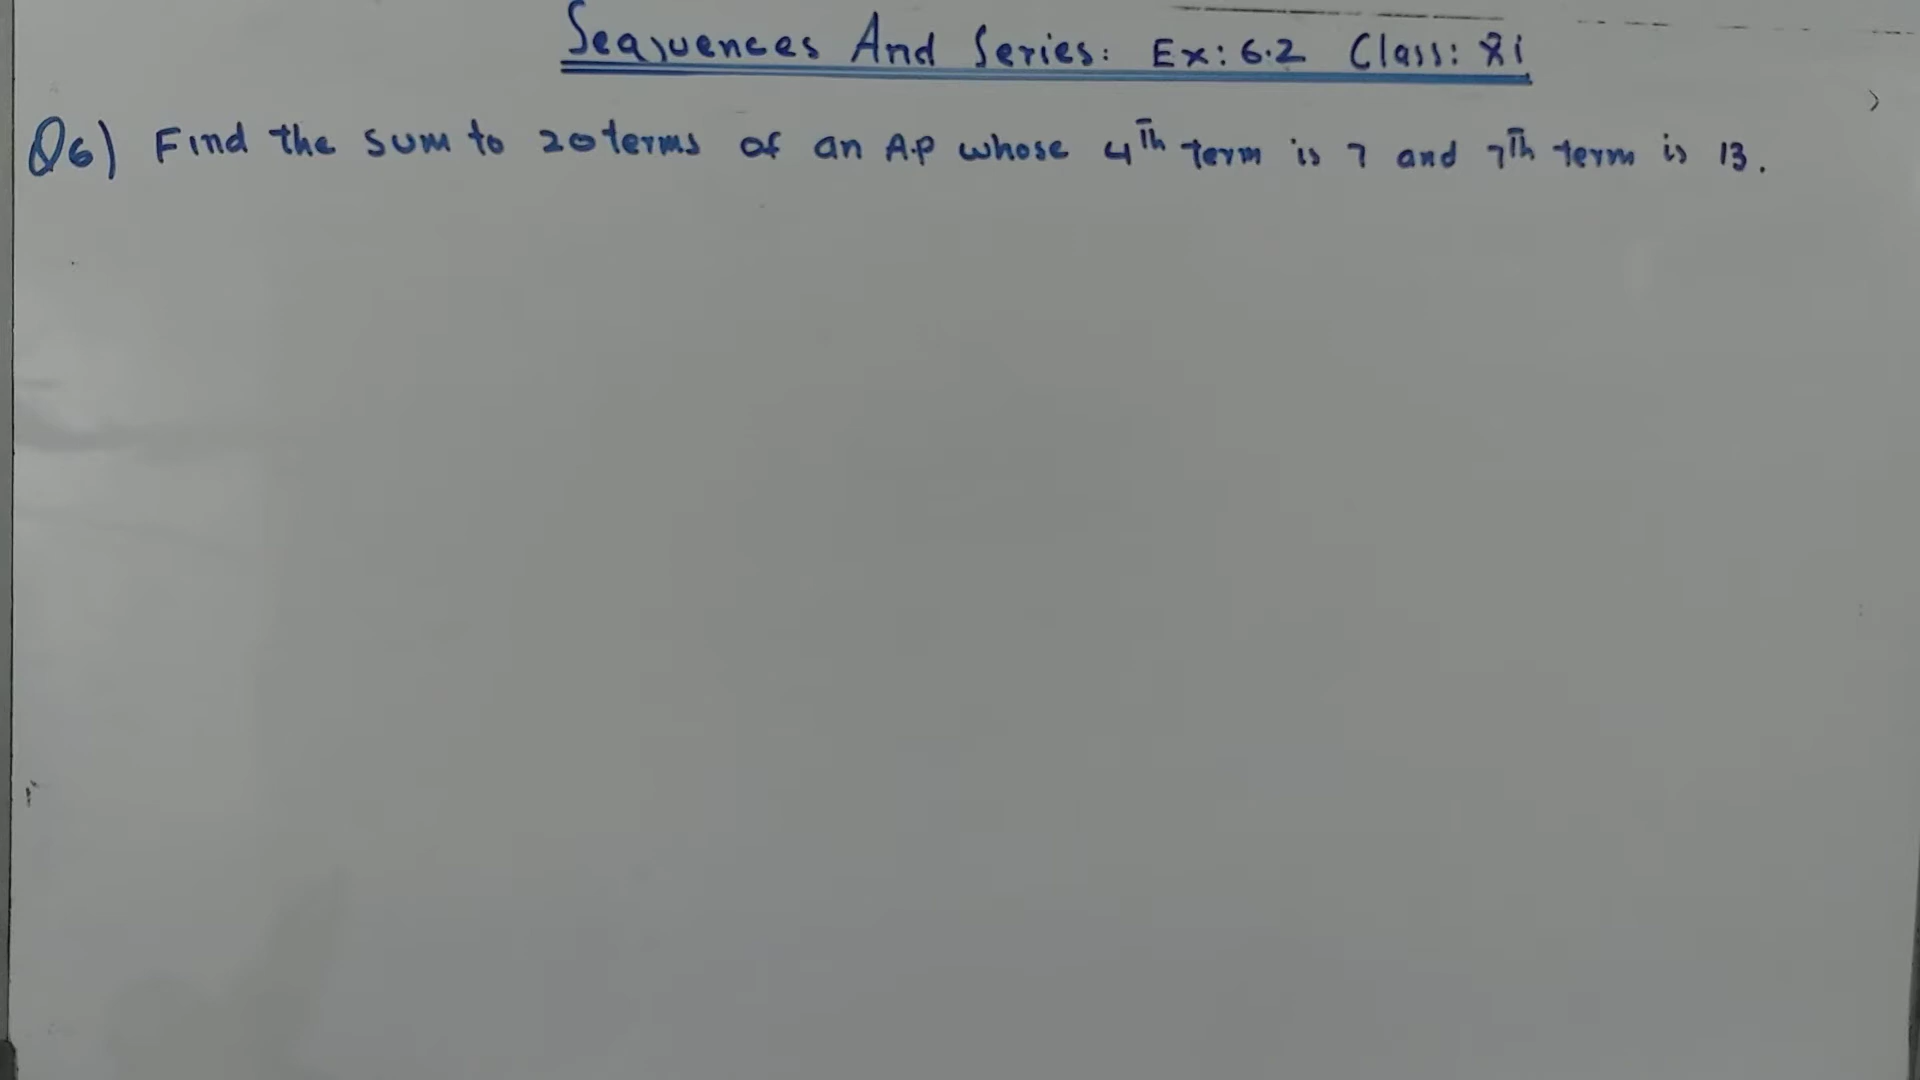 Sequences And Series: Ex: 6.2 Class: XI
Q6) Find the sum to 20 terms of an A.P whose 4th term is 7 and 7th term is 13.